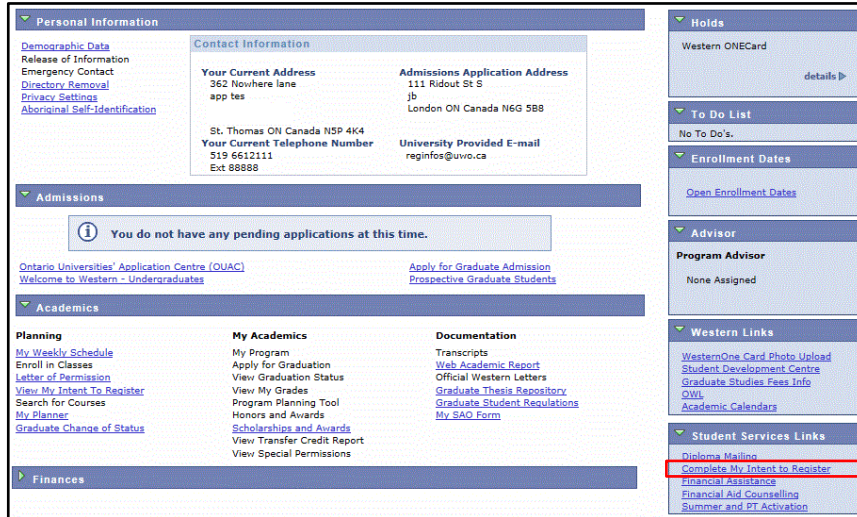 Personal Information
Demographic Data
Release of Information
Emergency Contact
Directory Removal
Privacy Settings
Aboriginal Self-Identification
Contact Information
Your Current Address
362 Nowhere lane
app tes
St. Thomas ON Canada N5P 4K4
Your Current Telephone Number
519 6612111
Ext 88888
Admissions Application Address
111 Ridout St S
jb
London ON Canada N6G 5B8
University Provided E-mail
reginfos@uwo.ca
Admissions
You do not have any pending applications at this time.
Ontario Universities' Application Centre (OUAC)
Welcome to Western - Undergraduates
Apply for Graduate Admission
Prospective Graduate Students
Academics
Planning
My Weekly Schedule
Enroll in Classes
Letter of Permission
View My Intent To Register
Search for Courses
My Planner
Graduate Change of Status
My Academics
My Program
Apply for Graduation
View Graduation Status
View My Grades
Program Planning Tool
Honors and Awards
Scholarships and Awards
View Transfer Credit Report
View Special Permissions
Documentation
Transcripts
Web Academic Report
Official Western Letters
Graduate Thesis Repository
Graduate Student Regulations
My SAO Form
Finances
Holds
Western ONECard
details
To Do List
No To Do's.
Enrollment Dates
Open Enrollment Dates
Advisor
Program Advisor
None Assigned
Western Links
WesternOne Card Photo Upload
Student Development Centre
Graduate Studies Fees Info
OWL
Academic Calendars
Student Services Links
Diploma Mailing
Complete My Intent to Register
Financial Assistance
Financial Aid Counselling
Summer and PT Activation